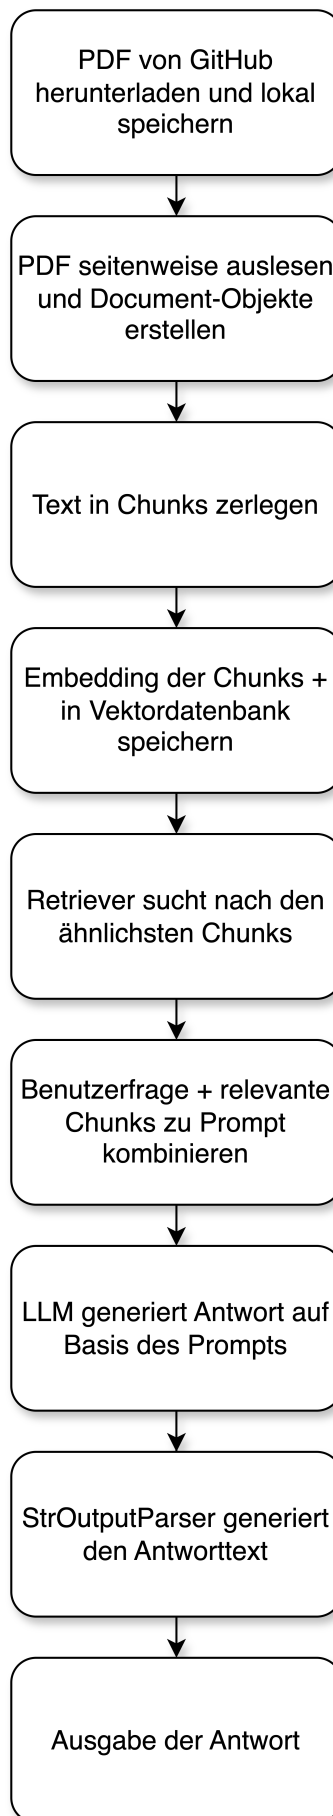 PDF von GitHub
herunterladen und lokal
speichern
PDF seitenweise auslesen
und Document-Objekte
erstellen
Text in Chunks zerlegen
Embedding der Chunks +
in Vektordatenbank
speichern
Retriever sucht nach den
ähnlichsten Chunks
Benutzerfrage + relevante
Chunks zu Prompt
kombinieren
LLM generiert Antwort auf
Basis des Prompts
StrOutputParser generiert
den Antworttext
Ausgabe der Antwort